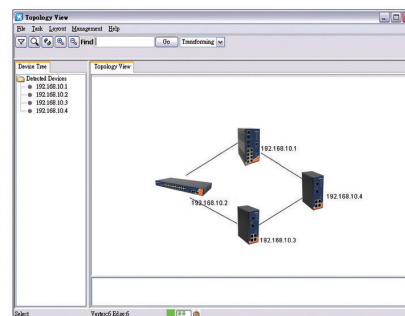 Topology View
File Task Layout Management Help
Find Go Transforming
Device Tree
Topology View
Detected Devices
192.168.10.1
192.168.10.2
192.168.10.3
192.168.10.4
192.168.10.1
192.168.10.2
192.168.10.4
192.168.10.3
Select Vertex:6 Edge:6